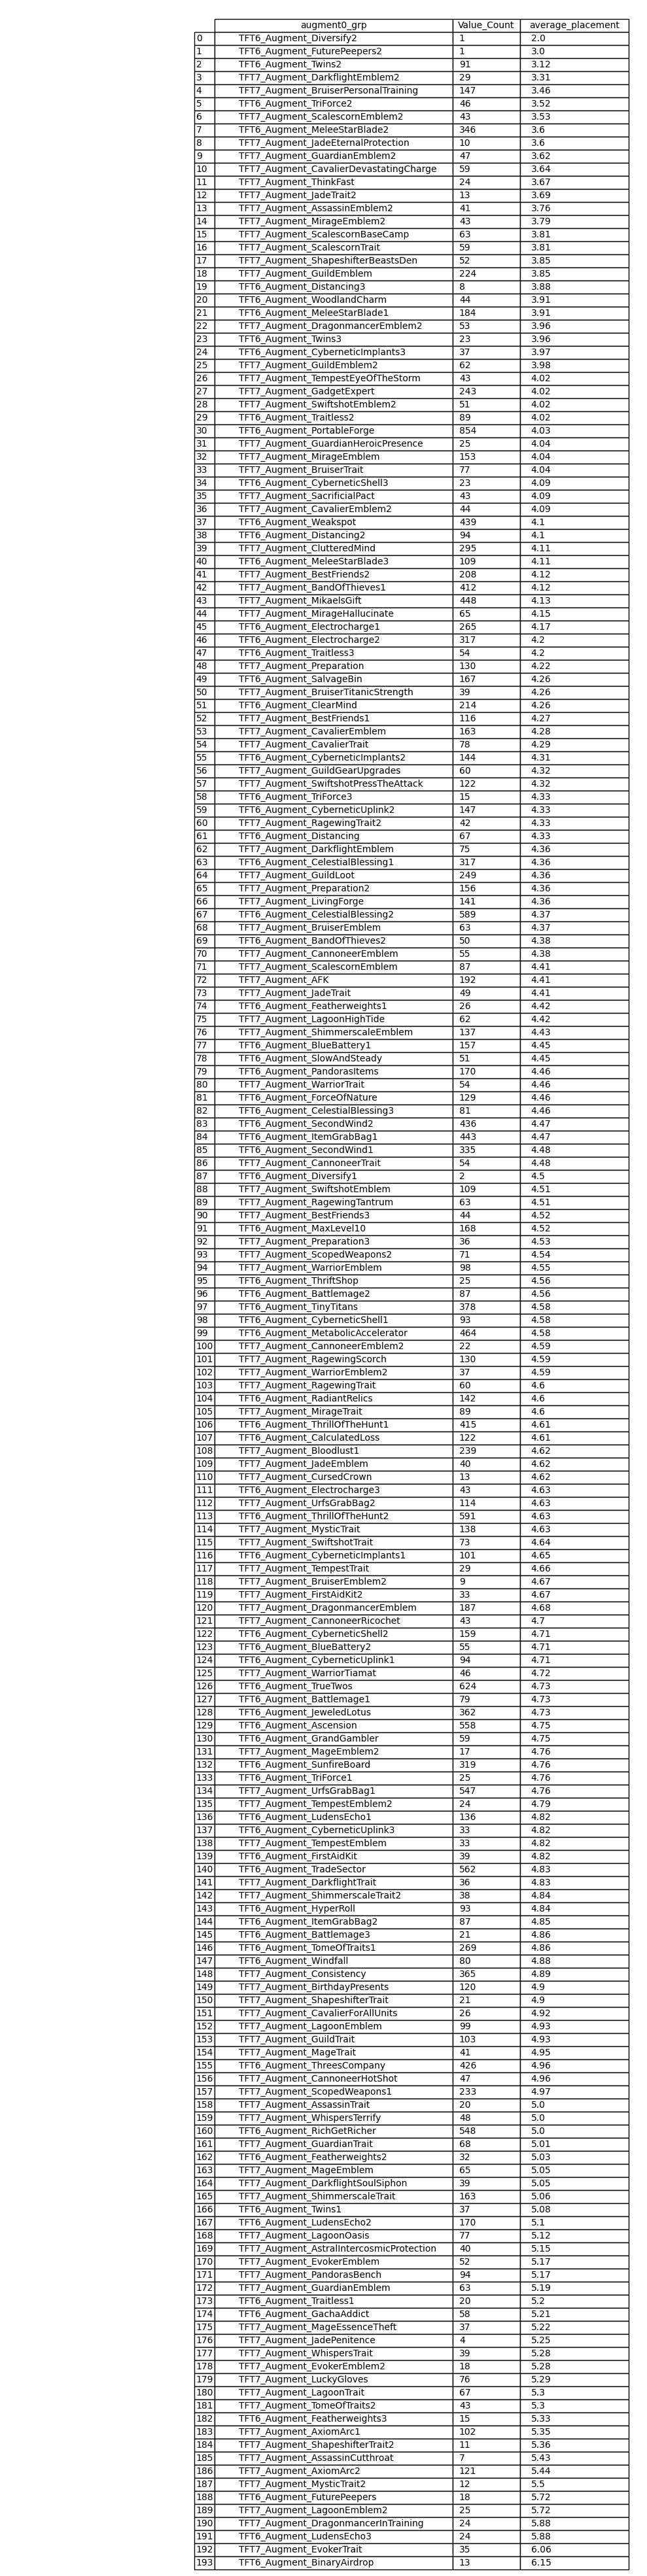 augment0_grp Value_Count average_placement
0 TFT6_Augment_Diversify2 1 2.0
1 TFT6_Augment_FuturePeepers2 1 3.0
2 TFT6_Augment_Twins2 91 3.12
3 TFT7_Augment_DarkflightEmblem2 29 3.31
4 TFT7_Augment_BruiserPersonalTraining 147 3.46
5 TFT6_Augment_TriForce2 46 3.52
6 TFT7_Augment_ScalescornEmblem2 43 3.53
7 TFT6_Augment_MeleeStarBlade2 346 3.6
8 TFT7_Augment_JadeEternalProtection 10 3.6
9 TFT7_Augment_GuardianEmblem2 47 3.62
10 TFT7_Augment_CavalierDevastatingCharge 59 3.64
11 TFT7_Augment_ThinkFast 24 3.67
12 TFT7_Augment_JadeTrait2 13 3.69
13 TFT7_Augment_AssassinEmblem2 41 3.76
14 TFT7_Augment_MirageEmblem2 43 3.79
15 TFT7_Augment_ScalescornBaseCamp 63 3.81
16 TFT7_Augment_ScalescornTrait 59 3.81
17 TFT7_Augment_ShapeshifterBeastsDen 52 3.85
18 TFT7_Augment_GuildEmblem 224 3.85
19 TFT6_Augment_Distancing3 8 3.88
20 TFT6_Augment_WoodlandCharm 44 3.91
21 TFT6_Augment_MeleeStarBlade1 184 3.91
22 TFT7_Augment_DragonmancerEmblem2 53 3.96
23 TFT6_Augment_Twins3 23 3.96
24 TFT6_Augment_CyberneticImplants3 37 3.97
25 TFT7_Augment_GuildEmblem2 62 3.98
26 TFT7_Augment_TempestEyeOfTheStorm 43 4.02
27 TFT7_Augment_GadgetExpert 243 4.02
28 TFT7_Augment_SwiftshotEmblem2 51 4.02
29 TFT6_Augment_Traitless2 89 4.02
30 TFT6_Augment_PortableForge 854 4.03
31 TFT7_Augment_GuardianHeroicPresence 25 4.04
32 TFT7_Augment_MirageEmblem 153 4.04
33 TFT7_Augment_BruiserTrait 77 4.04
34 TFT6_Augment_CyberneticShell3 23 4.09
35 TFT7_Augment_SacrificialPact 43 4.09
36 TFT7_Augment_CavalierEmblem2 44 4.09
37 TFT6_Augment_Weakspot 439 4.1
38 TFT6_Augment_Distancing2 94 4.1
39 TFT7_Augment_ClutteredMind 295 4.11
40 TFT6_Augment_MeleeStarBlade3 109 4.11
41 TFT7_Augment_BestFriends2 208 4.12
42 TFT7_Augment_BandOfThieves1 412 4.12
43 TFT7_Augment_MikaelsGift 448 4.13
44 TFT7_Augment_MirageHallucinate 65 4.15
45 TFT6_Augment_Electrocharge1 265 4.17
46 TFT6_Augment_Electrocharge2 317 4.2
47 TFT6_Augment_Traitless3 54 4.2
48 TFT7_Augment_Preparation 130 4.22
49 TFT6_Augment_SalvageBin 167 4.26
50 TFT7_Augment_BruiserTitanicStrength 39 4.26
51 TFT6_Augment_ClearMind 214 4.26
52 TFT7_Augment_BestFriends1 116 4.27
53 TFT7_Augment_CavalierEmblem 163 4.28
54 TFT7_Augment_CavalierTrait 78 4.29
55 TFT6_Augment_CyberneticImplants2 144 4.31
56 TFT7_Augment_GuildGearUpgrades 60 4.32
57 TFT7_Augment_SwiftshotPressTheAttack 122 4.32
58 TFT6_Augment_TriForce3 15 4.33
59 TFT6_Augment_CyberneticUplink2 147 4.33
60 TFT7_Augment_RagewingTrait2 42 4.33
61 TFT6_Augment_Distancing 67 4.33
62 TFT7_Augment_DarkflightEmblem 75 4.36
63 TFT6_Augment_CelestialBlessing1 317 4.36
64 TFT7_Augment_GuildLoot 249 4.36
65 TFT7_Augment_Preparation2 156 4.36
66 TFT7_Augment_LivingForge 141 4.36
67 TFT6_Augment_CelestialBlessing2 589 4.37
68 TFT7_Augment_BruiserEmblem 63 4.37
69 TFT6_Augment_BandOfThieves2 50 4.38
70 TFT7_Augment_CannoneerEmblem 55 4.38
71 TFT7_Augment_ScalescornEmblem 87 4.41
72 TFT7_Augment_AFK 192 4.41
73 TFT7_Augment_JadeTrait 49 4.41
74 TFT6_Augment_Featherweights1 26 4.42
75 TFT7_Augment_LagoonHighTide 62 4.42
76 TFT7_Augment_ShimmerscaleEmblem 137 4.43
77 TFT6_Augment_BlueBattery1 157 4.45
78 TFT6_Augment_SlowAndSteady 51 4.45
79 TFT6_Augment_PandorasItems 170 4.46
80 TFT7_Augment_WarriorTrait 54 4.46
81 TFT6_Augment_ForceOfNature 129 4.46
82 TFT6_Augment_CelestialBlessing3 81 4.46
83 TFT6_Augment_SecondWind2 436 4.47
84 TFT6_Augment_ItemGrabBag1 443 4.47
85 TFT6_Augment_SecondWind1 335 4.48
86 TFT7_Augment_CannoneerTrait 54 4.48
87 TFT6_Augment_Diversify1 2 4.5
88 TFT7_Augment_SwiftshotEmblem 109 4.51
89 TFT7_Augment_RagewingTantrum 63 4.51
90 TFT7_Augment_BestFriends3 44 4.52
91 TFT6_Augment_MaxLevel10 168 4.52
92 TFT7_Augment_Preparation3 36 4.53
93 TFT7_Augment_ScopedWeapons2 71 4.54
94 TFT7_Augment_WarriorEmblem 98 4.55
95 TFT6_Augment_ThriftShop 25 4.56
96 TFT6_Augment_Battlemage2 87 4.56
97 TFT6_Augment_TinyTitans 378 4.58
98 TFT6_Augment_CyberneticShell1 93 4.58
99 TFT6_Augment_MetabolicAccelerator 464 4.58
100 TFT7_Augment_CannoneerEmblem2 22 4.59
101 TFT7_Augment_RagewingScorch 130 4.59
102 TFT7_Augment_WarriorEmblem2 37 4.59
103 TFT7_Augment_RagewingTrait 60 4.6
104 TFT6_Augment_RadiantRelics 142 4.6
105 TFT7_Augment_MirageTrait 89 4.6
106 TFT6_Augment_ThrillOfTheHunt1 415 4.61
107 TFT6_Augment_CalculatedLoss 122 4.61
108 TFT7_Augment_Bloodlust1 239 4.62
109 TFT7_Augment_JadeEmblem 40 4.62
110 TFT7_Augment_CursedCrown 13 4.62
111 TFT6_Augment_Electrocharge3 43 4.63
112 TFT7_Augment_UrfsGrabBag2 114 4.63
113 TFT6_Augment_ThrillOfTheHunt2 591 4.63
114 TFT7_Augment_MysticTrait 138 4.63
115 TFT7_Augment_SwiftshotTrait 73 4.64
116 TFT6_Augment_CyberneticImplants1 101 4.65
117 TFT7_Augment_TempestTrait 29 4.66
118 TFT7_Augment_BruiserEmblem2 9 4.67
119 TFT7_Augment_FirstAidKit2 33 4.67
120 TFT7_Augment_DragonmancerEmblem 187 4.68
121 TFT7_Augment_CannoneerRicochet 43 4.7
122 TFT6_Augment_CyberneticShell2 159 4.71
123 TFT6_Augment_BlueBattery2 55 4.71
124 TFT6_Augment_CyberneticUplink1 94 4.71
125 TFT7_Augment_WarriorTiamat 46 4.72
126 TFT6_Augment_TrueTwos 624 4.73
127 TFT6_Augment_Battlemage1 79 4.73
128 TFT6_Augment_JeweledLotus 362 4.73
129 TFT6_Augment_Ascension 558 4.75
130 TFT6_Augment_GrandGambler 59 4.75
131 TFT7_Augment_MageEmblem2 17 4.76
132 TFT6_Augment_SunfireBoard 319 4.76
133 TFT6_Augment_TriForce1 25 4.76
134 TFT7_Augment_UrfsGrabBag1 547 4.76
135 TFT7_Augment_TempestEmblem2 24 4.79
136 TFT6_Augment_LudensEcho1 136 4.82
137 TFT6_Augment_CyberneticUplink3 33 4.82
138 TFT7_Augment_TempestEmblem 33 4.82
139 TFT6_Augment_FirstAidKit 39 4.82
140 TFT6_Augment_TradeSector 562 4.83
141 TFT7_Augment_DarkflightTrait 36 4.83
142 TFT7_Augment_ShimmerscaleTrait2 38 4.84
143 TFT6_Augment_HyperRoll 93 4.84
144 TFT6_Augment_ItemGrabBag2 87 4.85
145 TFT6_Augment_Battlemage3 21 4.86
146 TFT6_Augment_TomeOfTraits1 269 4.86
147 TFT6_Augment_Windfall 80 4.88
148 TFT7_Augment_Consistency 365 4.89
149 TFT7_Augment_BirthdayPresents 120 4.9
150 TFT7_Augment_ShapeshifterTrait 21 4.9
151 TFT7_Augment_CavalierForAllUnits 26 4.92
152 TFT7_Augment_LagoonEmblem 99 4.93
153 TFT7_Augment_GuildTrait 103 4.93
154 TFT7_Augment_MageTrait 41 4.95
155 TFT6_Augment_ThreesCompany 426 4.96
156 TFT7_Augment_CannoneerHotShot 47 4.96
157 TFT7_Augment_ScopedWeapons1 233 4.97
158 TFT7_Augment_AssassinTrait 20 5.0
159 TFT7_Augment_WhispersTerrify 48 5.0
160 TFT6_Augment_RichGetRicher 548 5.0
161 TFT7_Augment_GuardianTrait 68 5.01
162 TFT6_Augment_Featherweights2 32 5.03
163 TFT7_Augment_MageEmblem 65 5.05
164 TFT7_Augment_DarkflightSoulSiphon 39 5.05
165 TFT7_Augment_ShimmerscaleTrait 163 5.06
166 TFT6_Augment_Twins1 37 5.08
167 TFT6_Augment_LudensEcho2 170 5.1
168 TFT7_Augment_LagoonOasis 77 5.12
169 TFT7_Augment_AstralIntercosmicProtection 40 5.15
170 TFT7_Augment_EvokerEmblem 52 5.17
171 TFT7_Augment_PandorasBench 94 5.17
172 TFT7_Augment_GuardianEmblem 63 5.19
173 TFT6_Augment_Traitless1 20 5.2
174 TFT6_Augment_GachaAddict 58 5.21
175 TFT7_Augment_MageEssenceTheft 37 5.22
176 TFT7_Augment_JadePenitence 4 5.25
177 TFT7_Augment_WhispersTrait 39 5.28
178 TFT7_Augment_EvokerEmblem2 18 5.28
179 TFT7_Augment_LuckyGloves 76 5.29
180 TFT7_Augment_LagoonTrait 67 5.3
181 TFT7_Augment_TomeOfTraits2 43 5.3
182 TFT6_Augment_Featherweights3 15 5.33
183 TFT7_Augment_AxiomArc1 102 5.35
184 TFT7_Augment_ShapeshifterTrait2 11 5.36
185 TFT7_Augment_AssassinCutthroat 7 5.43
186 TFT7_Augment_AxiomArc2 121 5.44
187 TFT7_Augment_MysticTrait2 12 5.5
188 TFT6_Augment_FuturePeepers 18 5.72
189 TFT7_Augment_LagoonEmblem2 25 5.72
190 TFT7_Augment_DragonmancerInTraining 24 5.88
191 TFT6_Augment_LudensEcho3 24 5.88
192 TFT7_Augment_EvokerTrait 35 6.06
193 TFT6_Augment_BinaryAirdrop 13 6.15